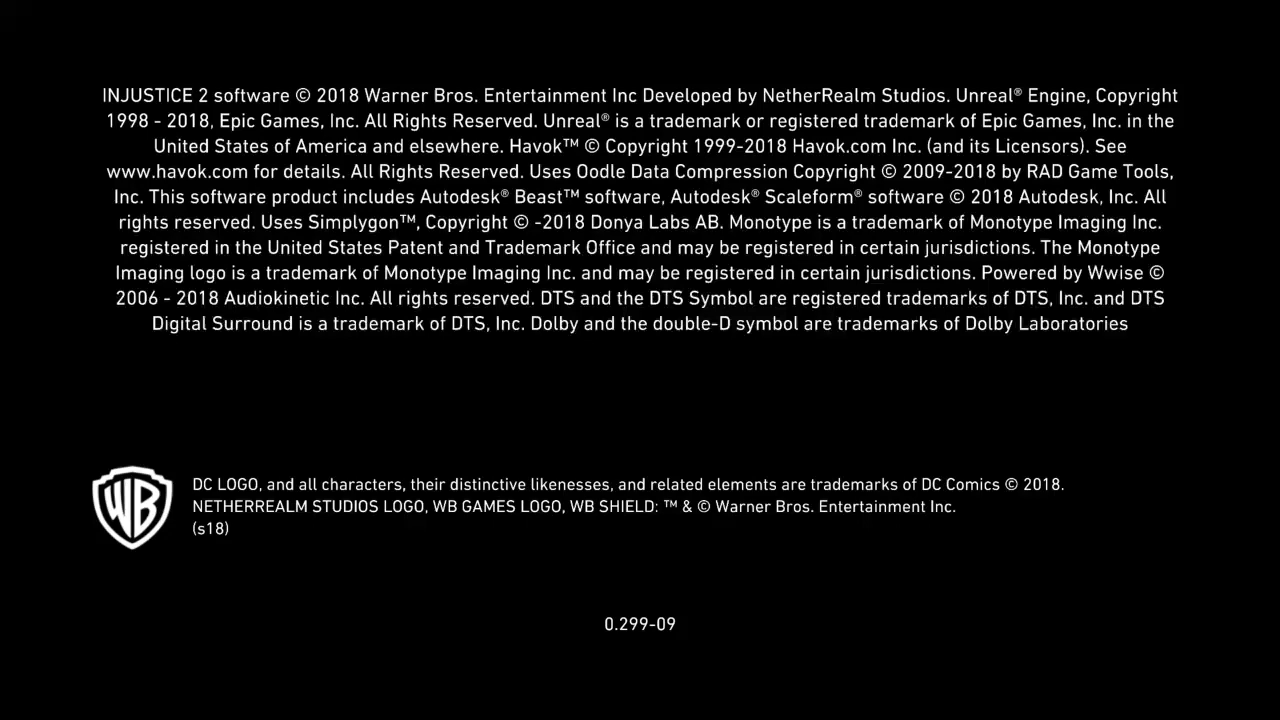 INJUSTICE 2 software © 2018 Warner Bros. Entertainment Inc Developed by NetherRealm Studios. Unreal® Engine, Copyright
1998 - 2018, Epic Games, Inc. All Rights Reserved. Unreal® is a trademark or registered trademark of Epic Games, Inc. in the
United States of America and elsewhere. Havok™ © Copyright 1999-2018 Havok.com Inc. (and its Licensors). See
www.havok.com for details. All Rights Reserved. Uses Oodle Data Compression Copyright © 2009-2018 by RAD Game Tools,
Inc. This software product includes Autodesk® Beast™ software, Autodesk® Scaleform® software © 2018 Autodesk, Inc. All
rights reserved. Uses Simplygon™, Copyright © -2018 Donya Labs AB. Monotype is a trademark of Monotype Imaging Inc.
registered in the United States Patent and Trademark Office and may be registered in certain jurisdictions. The Monotype
Imaging logo is a trademark of Monotype Imaging Inc. and may be registered in certain jurisdictions. Powered by Wwise ©
2006 - 2018 Audiokinetic Inc. All rights reserved. DTS and the DTS Symbol are registered trademarks of DTS, Inc. and DTS
Digital Surround is a trademark of DTS, Inc. Dolby and the double-D symbol are trademarks of Dolby Laboratories
WB
DC LOGO, and all characters, their distinctive likenesses, and related elements are trademarks of DC Comics © 2018.
NETHERREALM STUDIOS LOGO, WB GAMES LOGO, WB SHIELD: ™ & © Warner Bros. Entertainment Inc.
(s18)
0.299-09